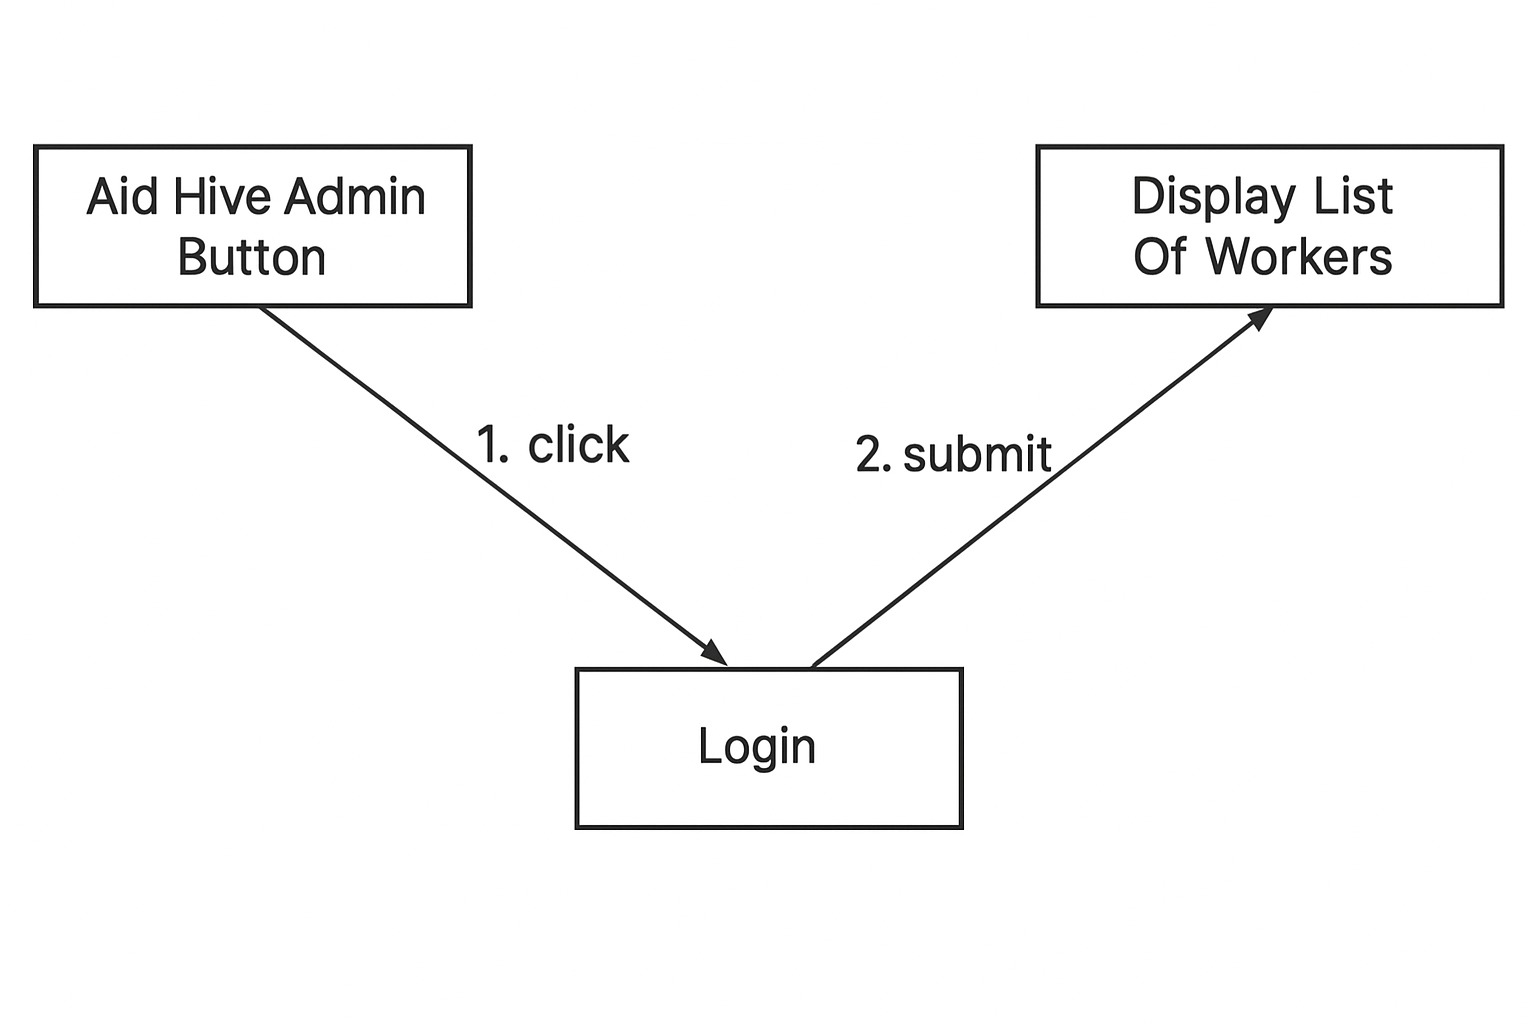 Aid Hive Admin
Button
Display List
Of Workers
1. click
2. submit
Login